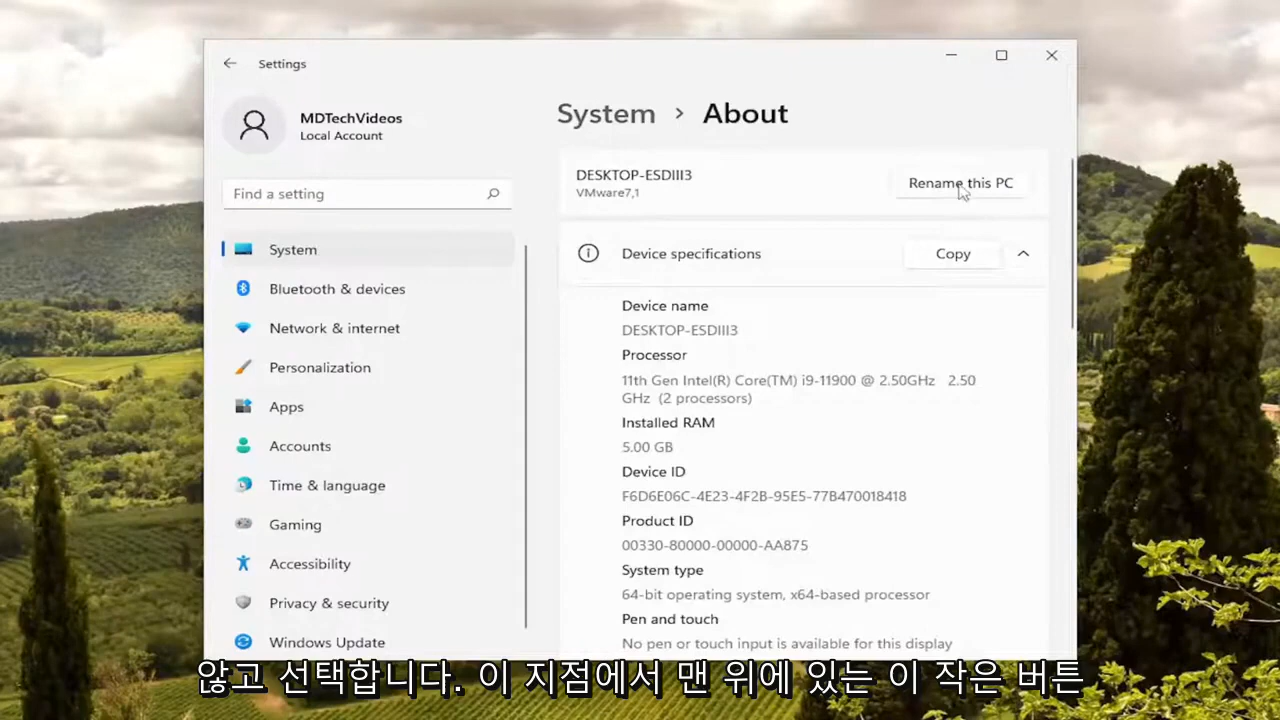 Settings
MDTechVideos
Local Account
Find a setting
System
Bluetooth & devices
Network & internet
Personalization
Apps
Accounts
Time & language
Gaming
Accessibility
Privacy & security
Windows Update
System > About
DESKTOP-ESDIII3
VMware7,1
Rename this PC
Device specifications
Copy
Device name
DESKTOP-ESDIII3
Processor
11th Gen Intel(R) Core(TM) i9-11900 @ 2.50GHz 2.50
GHz (2 processors)
Installed RAM
5.00 GB
Device ID
F6D6E06C-4E23-4F2B-95E5-77B470018418
Product ID
00330-80000-00000-AA875
System type
64-bit operating system, x64-based processor
Pen and touch
No pen or touch input is available for this display
않고 선택합니다. 이 지점에서 맨 위에 있는 이 작은 버튼